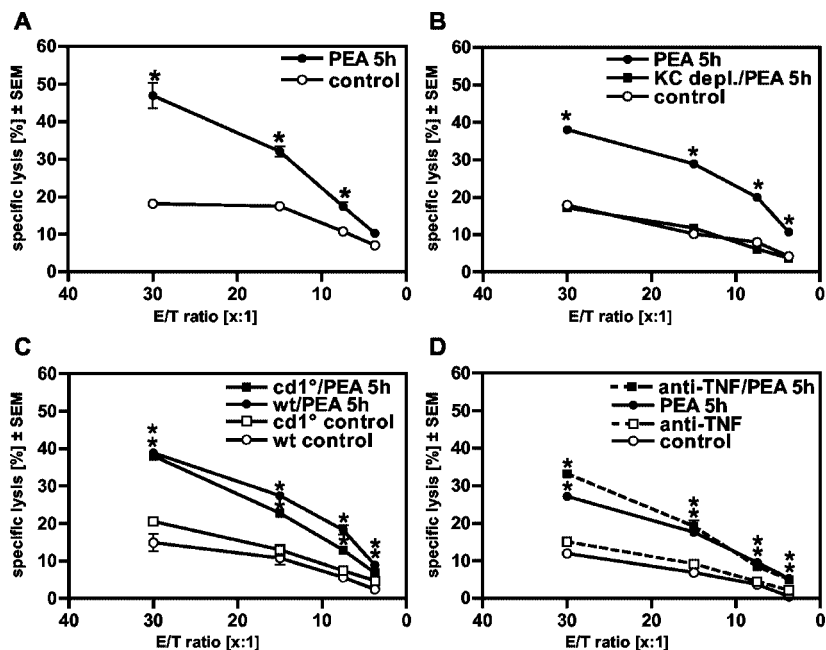 A
specific lysis [%] ± SEM
60
50
40
30
20
10
0
PEA 5h
control
*
*
*
40
30
20
10
0
E/T ratio [x:1]
B
specific lysis [%] ± SEM
60
50
40
30
20
10
0
PEA 5h
KC depl./PEA 5h
control
*
*
*
*
40
30
20
10
0
E/T ratio [x:1]
C
specific lysis [%] ± SEM
60
50
40
30
20
10
0
cd1°/PEA 5h
wt/PEA 5h
cd1° control
wt control
*
*
*
*
*
*
*
*
40
30
20
10
0
E/T ratio [x:1]
D
specific lysis [%] ± SEM
60
50
40
30
20
10
0
anti-TNF/PEA 5h
PEA 5h
anti-TNF
control
*
*
*
*
*
*
*
*
40
30
20
10
0
E/T ratio [x:1]